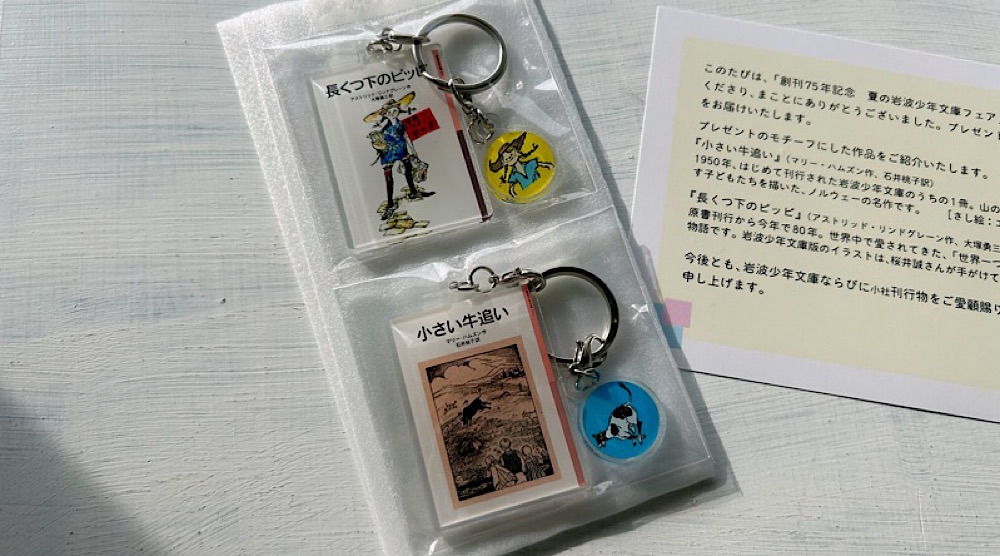 長くつ下のピッピ
アストリッド・リンドグレーン作
大塚勇三訳
小さい牛追い
マリー・ハムズン作
石井桃子訳
このたびは、「創刊75年記念　夏の岩波少年文庫フェア
くださり、まことにありがとうございました。プレゼン
をお届けいたします。
プレゼントのモチーフにした作品をご紹介いたします。
『小さい牛追い』(マリー・ハムズン作、石井桃子訳)
1950年、はじめて刊行された岩波少年文庫のうちの1冊。山の
す子どもたちを描いた、ノルウェーの名作です。　[さし絵:エ
『長くつ下のピッピ』(アストリッド・リンドグレーン作、大塚勇三
原書刊行から今年で80年。世界中で愛されてきた、「世界一つ
物語です。岩波少年文庫版のイラストは、桜井誠さんが手がけて
今後とも、岩波少年文庫ならびに小社刊行物をご愛顧賜り
申し上げます。